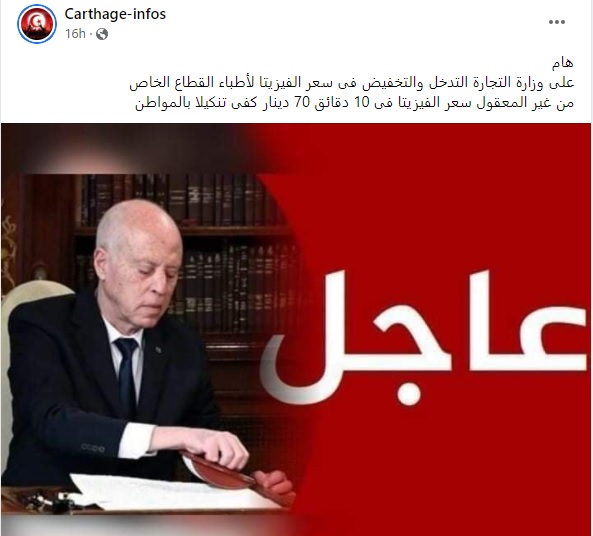 Carthage-infos
16h ·
هام
على وزارة التجارة التدخل والتخفيض فى سعر الفيزيتا لأطباء القطاع الخاص
من غير المعقول سعر الفيزيتا فى 10 دقائق 70 دينار كفى تنكيلا بالمواطن
عاجل